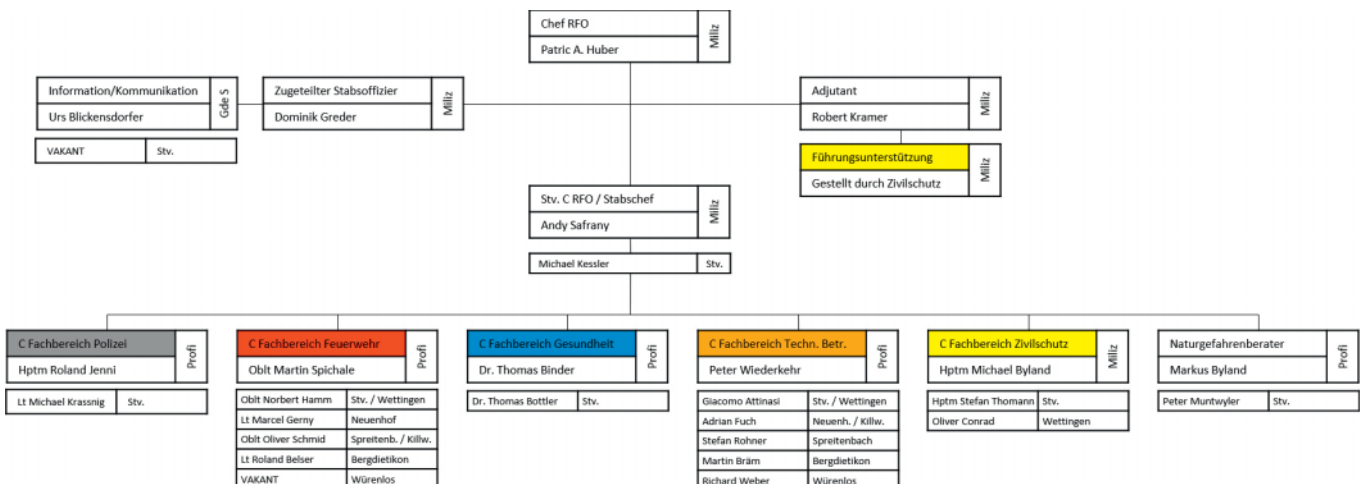 Chef RFO
Patric A. Huber
Miliz
Information/Kommunikation
Urs Blickensdorfer
Gde S
VAKANT Stv.
Zugeteilter Stabsoffizier
Dominik Greder
Miliz
Adjutant
Robert Kramer
Miliz
Führungsunterstützung
Gestellt durch Zivilschutz
Miliz
Stv. C RFO / Stabschef
Andy Safrany
Miliz
Michael Kessler Stv.
C Fachbereich Polizei
Hptm Roland Jenni
Profi
Lt Michael Krassnig Stv.
C Fachbereich Feuerwehr
Oblt Martin Spichale
Profi
Oblt Norbert Hamm Stv. / Wettingen
Lt Marcel Gerny Neuenhof
Oblt Oliver Schmid Spreitenb. / Killw.
Lt Roland Belser Bergdietikon
VAKANT Würenlos
C Fachbereich Gesundheit
Dr. Thomas Binder
Profi
Dr. Thomas Bottler Stv.
C Fachbereich Techn. Betr.
Peter Wiederkehr
Profi
Giacomo Attinasi Stv. / Wettingen
Adrian Fuch Neuenh. / Killw.
Stefan Rohner Spreitenbach
Martin Bräm Bergdietikon
Richard Weber Würenlos
C Fachbereich Zivilschutz
Hptm Michael Byland
Miliz
Hptm Stefan Thomann Stv.
Oliver Conrad Wettingen
Naturgefahrenberater
Markus Byland
Profi
Peter Muntwyler Stv.